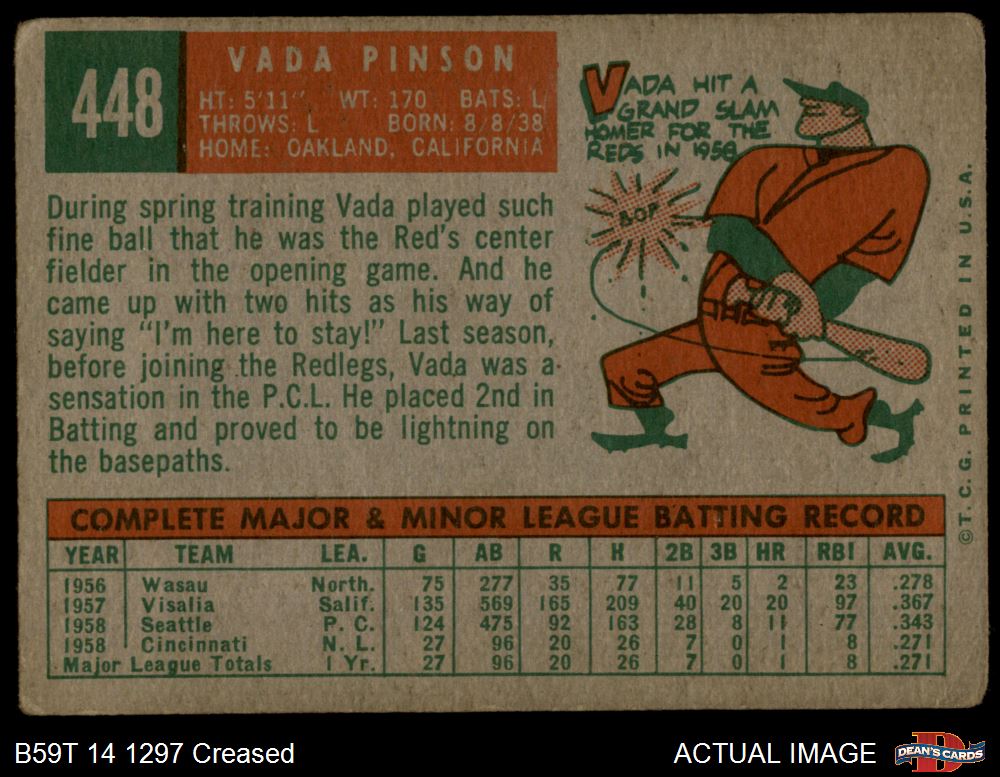 448
VADA PINSON
HT: 5'11" WT: 170 BATS: L
THROWS: L BORN: 8/8/38
HOME: OAKLAND, CALIFORNIA
VADA HIT A
GRAND SLAM
HOMER FOR THE
REDS IN 1958
BOP
During spring training Vada played such
fine ball that he was the Red's center
fielder in the opening game. And he
came up with two hits as his way of
saying "I'm here to stay!" Last season,
before joining the Redlegs, Vada was a
sensation in the P.C.L. He placed 2nd in
Batting and proved to be lightning on
the basepaths.
© T. C. G. PRINTED IN U.S.A.
COMPLETE MAJOR & MINOR LEAGUE BATTING RECORD
YEAR TEAM LEA. G AB R H 2B 3B HR RBI AVG.
1956 Wasau North. 75 277 35 77 11 5 2 23 .278
1957 Visalia Salif. 135 569 165 209 40 20 20 97 .367
1958 Seattle P. C. 124 475 92 163 28 8 11 77 .343
1958 Cincinnati N. L. 27 96 20 26 7 0 1 8 .271
Major League Totals 1 Yr. 27 96 20 26 7 0 1 8 .271
B59T 14 1297 Creased
ACTUAL IMAGE
DEAN'S CARDS